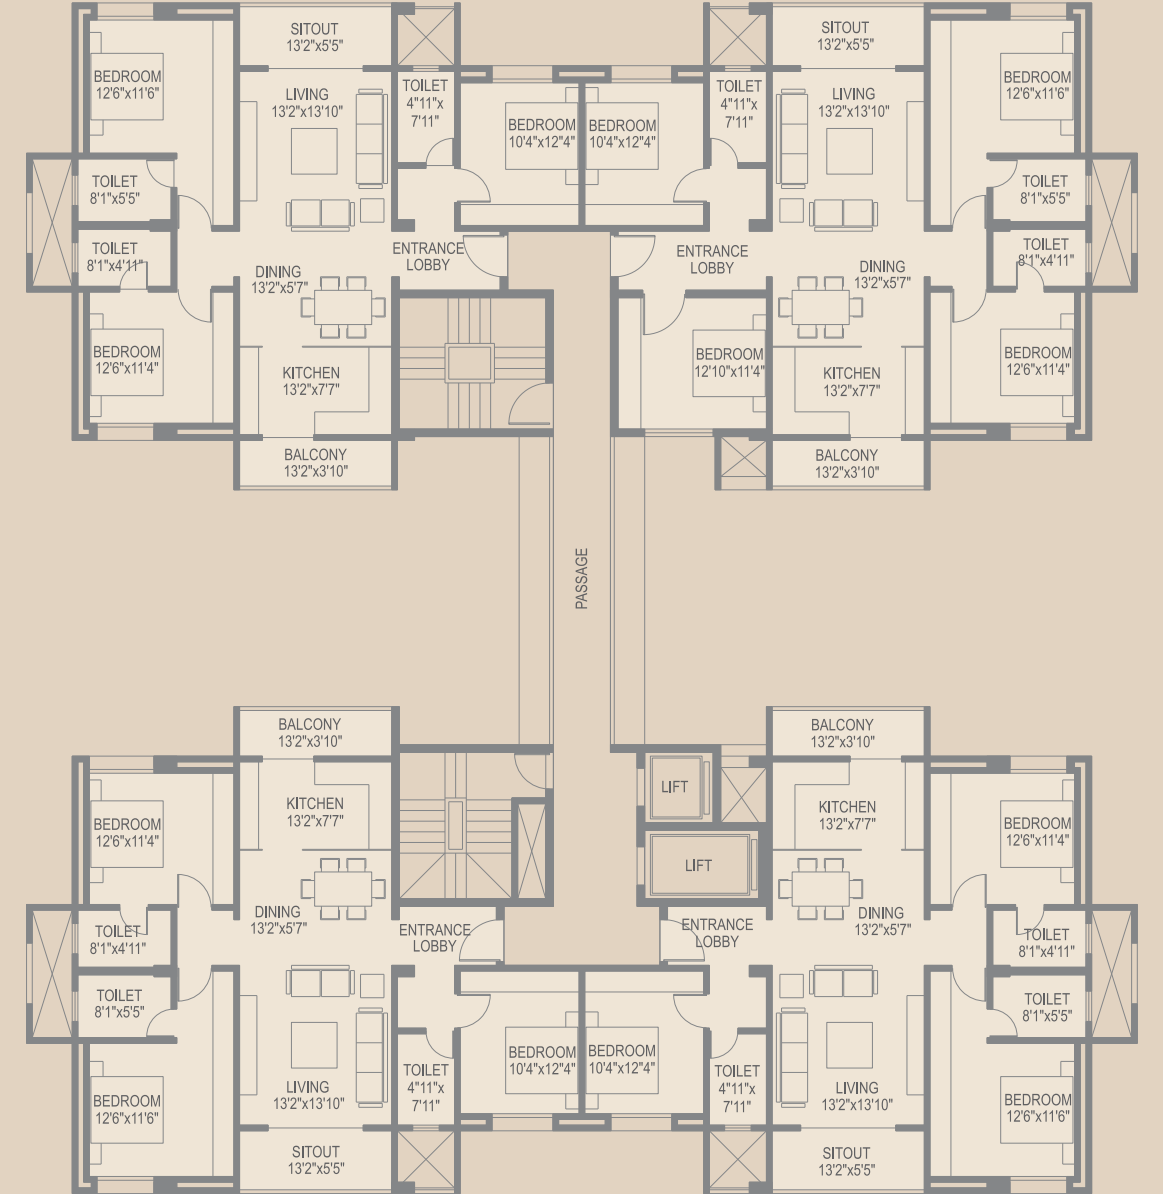 SITOUT
13'2"x5'5"
SITOUT
13'2"x5'5"
BEDROOM
12'6"x11'6"
LIVING
13'2"x13'10"
TOILET
4"11"x
7'11"
BEDROOM
10'4"x12"4"
BEDROOM
10'4"x12"4"
TOILET
4"11"x
7'11"
LIVING
13'2"x13'10"
BEDROOM
12'6"x11'6"
TOILET
8'1"x5'5"
TOILET
8'1"x5'5"
TOILET
8'1"x4'11"
ENTRANCE
LOBBY
ENTRANCE
LOBBY
TOILET
8'1"x4'11"
DINING
13'2"x5'7"
DINING
13'2"x5'7"
BEDROOM
12'6"x11'4"
KITCHEN
13'2"x7'7"
BEDROOM
12'10"x11'4"
KITCHEN
13'2"x7'7"
BEDROOM
12'6"x11'4"
BALCONY
13'2"x3'10"
BALCONY
13'2"x3'10"
PASSAGE
BALCONY
13'2"x3'10"
BALCONY
13'2"x3'10"
LIFT
BEDROOM
12'6"x11'4"
KITCHEN
13'2"x7'7"
KITCHEN
13'2"x7'7"
BEDROOM
12'6"x11'4"
LIFT
DINING
13'2"x5'7"
DINING
13'2"x5'7"
TOILET
8'1"x4'11"
ENTRANCE
LOBBY
ENTRANCE
LOBBY
TOILET
8'1"x4'11"
TOILET
8'1"x5'5"
TOILET
8'1"x5'5"
BEDROOM
12'6"x11'6"
LIVING
13'2"x13'10"
TOILET
4"11"x
7'11"
BEDROOM
10'4"x12"4"
BEDROOM
10'4"x12"4"
TOILET
4"11"x
7'11"
LIVING
13'2"x13'10"
BEDROOM
12'6"x11'6"
SITOUT
13'2"x5'5"
SITOUT
13'2"x5'5"